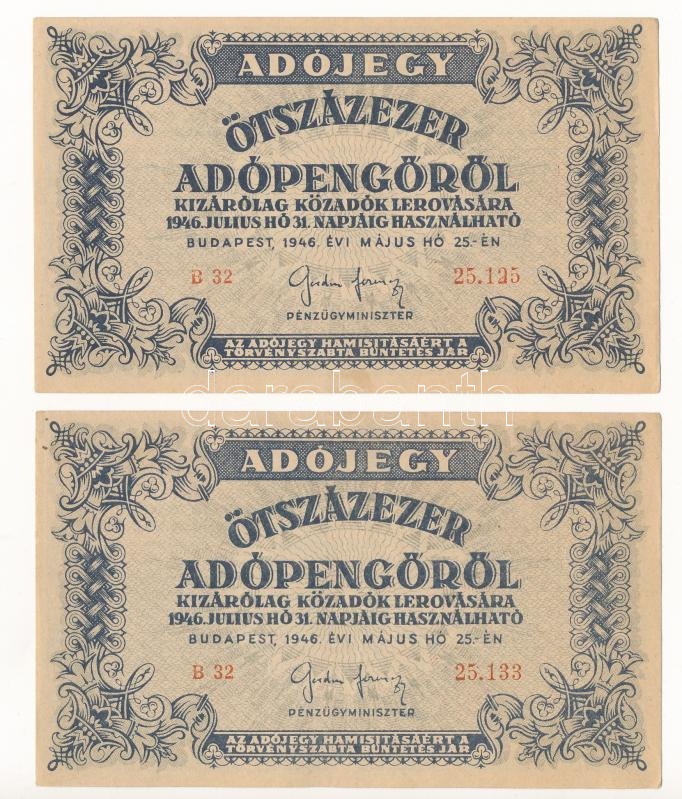 ADÓJEGY
ÖTSZÁZEZER
ADÓPENGŐRŐL
KIZÁRÓLAG KÖZADÓK LEROVÁSÁRA
1946. JULIUS HÓ 31. NAPJÁIG HASZNÁLHATÓ
BUDAPEST, 1946. ÉVI MÁJUS HÓ 25.-ÉN
B 32 25.125
PÉNZÜGYMINISZTER
AZ ADÓJEGY HAMISITÁSÁÉRT A
TÖRVÉNYSZABTA BÜNTETÉS JÁR
darabanth
ADÓJEGY
ÖTSZÁZEZER
ADÓPENGŐRŐL
KIZÁRÓLAG KÖZADÓK LEROVÁSÁRA
1946. JULIUS HÓ 31. NAPJÁIG HASZNÁLHATÓ
BUDAPEST, 1946. ÉVI MÁJUS HÓ 25.-ÉN
B 32 25.133
PÉNZÜGYMINISZTER
AZ ADÓJEGY HAMISITÁSÁÉRT A
TÖRVÉNYSZABTA BÜNTETÉS JÁR